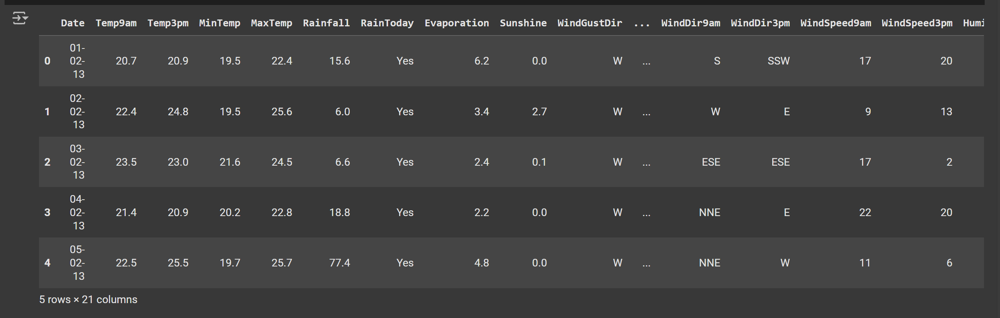 Date Temp9am Temp3pm MinTemp MaxTemp Rainfall RainToday Evaporation Sunshine WindGustDir ... WindDir9am WindDir3pm WindSpeed9am WindSpeed3pm Humi
0 01-02-13 20.7 20.9 19.5 22.4 15.6 Yes 6.2 0.0 W ... S SSW 17 20
1 02-02-13 22.4 24.8 19.5 25.6 6.0 Yes 3.4 2.7 W ... W E 9 13
2 03-02-13 23.5 23.0 21.6 24.5 6.6 Yes 2.4 0.1 W ... ESE ESE 17 2
3 04-02-13 21.4 20.9 20.2 22.8 18.8 Yes 2.2 0.0 W ... NNE E 22 20
4 05-02-13 22.5 25.5 19.7 25.7 77.4 Yes 4.8 0.0 W ... NNE W 11 6
5 rows × 21 columns